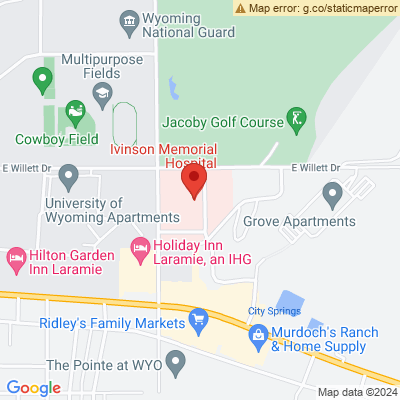 Map error: g.co/staticmaperror
Wyoming
National Guard
Multipurpose
Fields
Jacoby Golf Course
Cowboy Field
Ivinson Memorial
Hospital
E Willett Dr
E Willett Dr
University of
Wyoming Apartments
Grove Apartments
Holiday Inn
Laramie, an IHG
Hilton Garden
Inn Laramie
City Springs
Ridley's Family Markets
Murdoch's Ranch
& Home Supply
The Pointe at WYO
Google
Map data ©2024